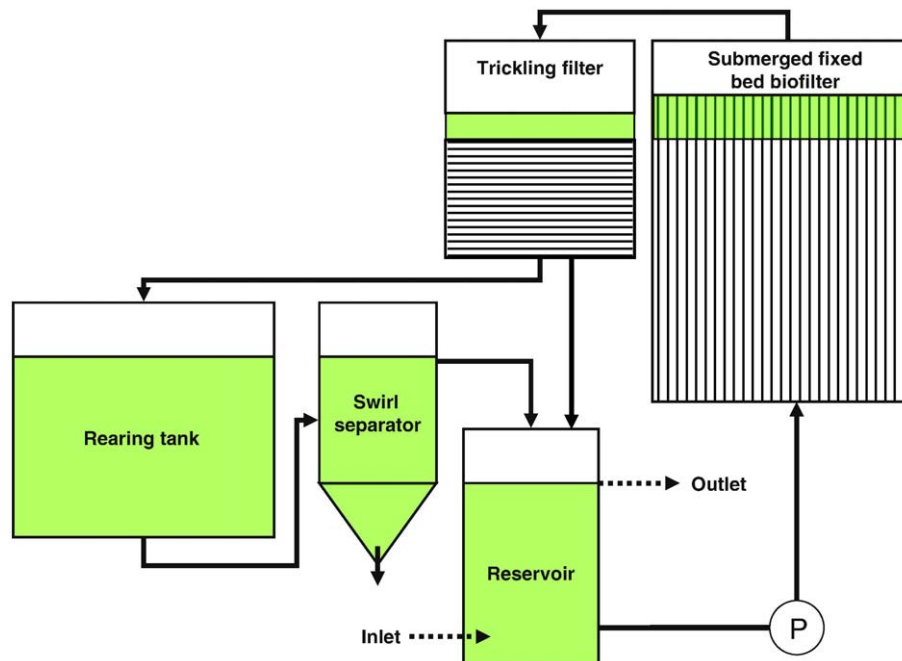 Trickling filter
Submerged fixed
bed biofilter
Rearing tank
Swirl
separator
Outlet
Reservoir
Inlet
P